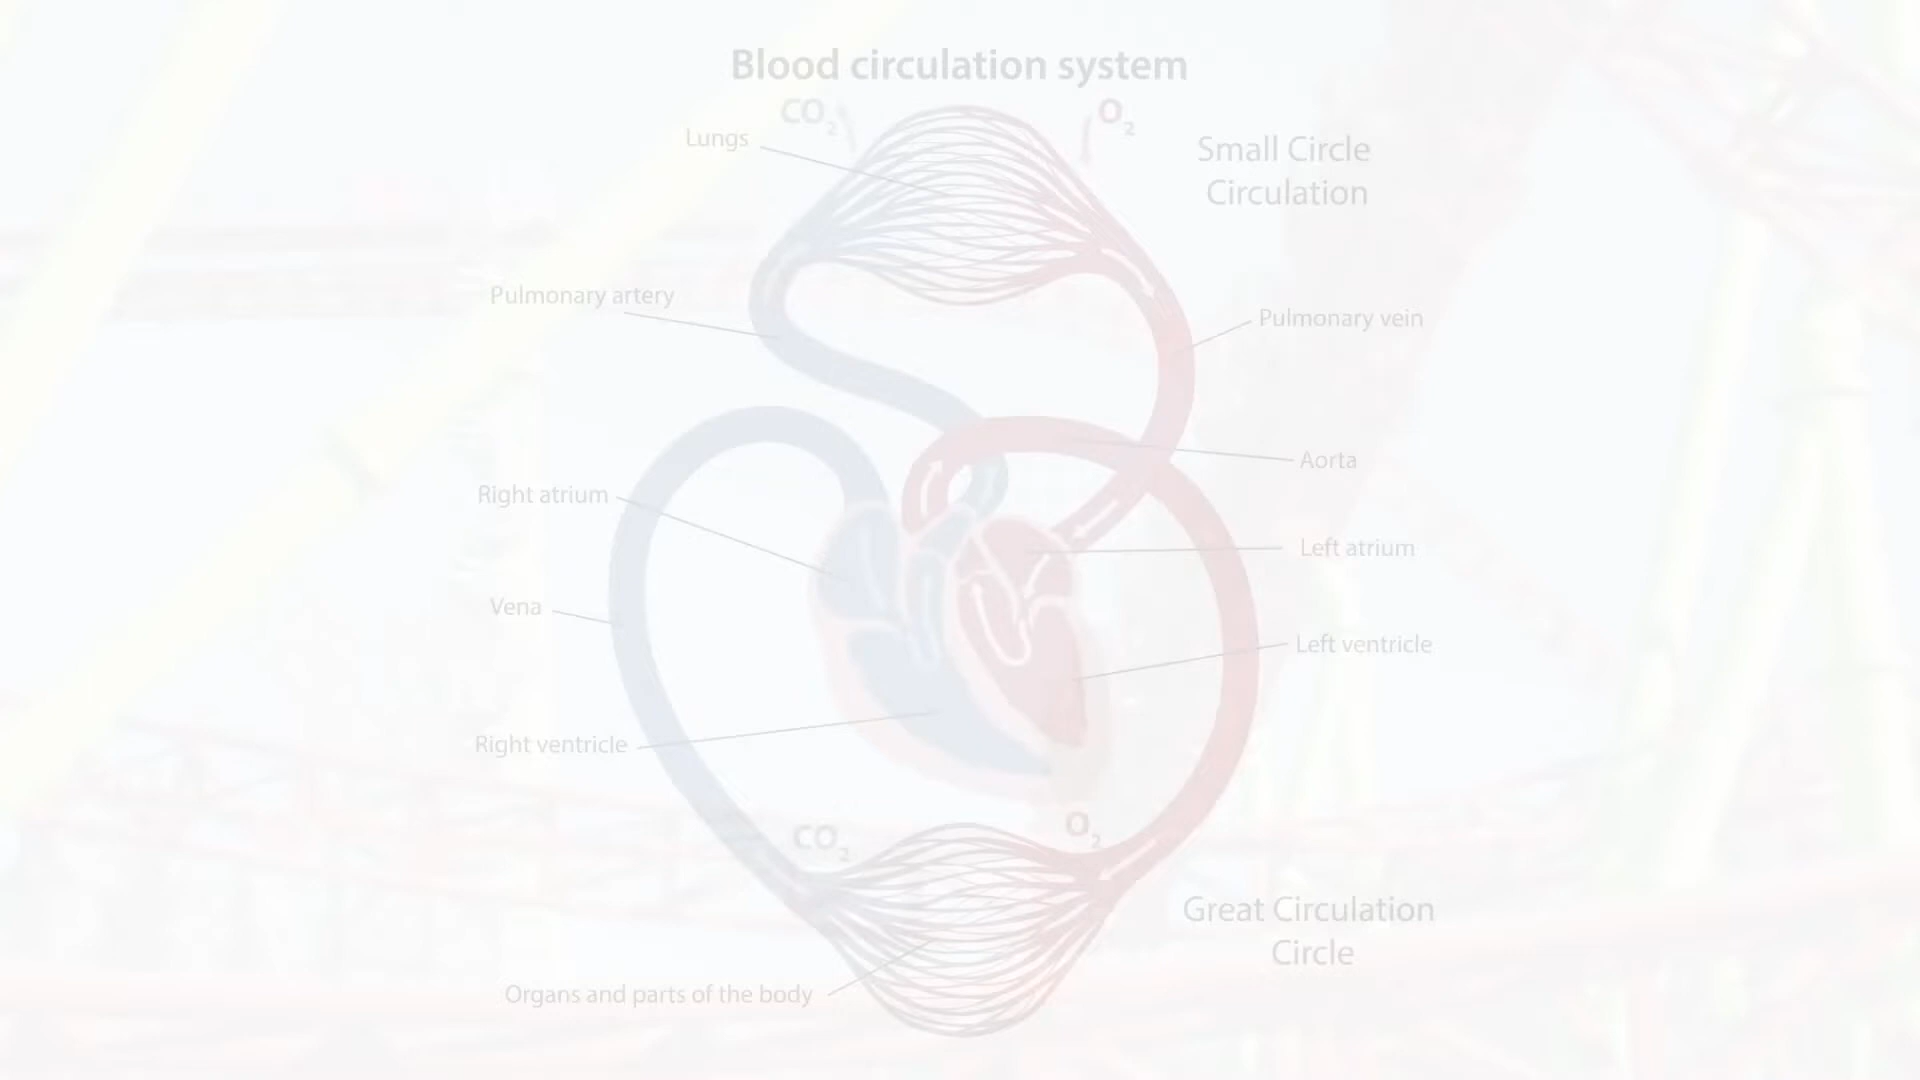 Blood circulation system
CO2
O2
Lungs
Small Circle
Circulation
Pulmonary artery
Pulmonary vein
Aorta
Right atrium
Left atrium
Vena
Left ventricle
Right ventricle
CO2
O2
Great Circulation
Circle
Organs and parts of the body